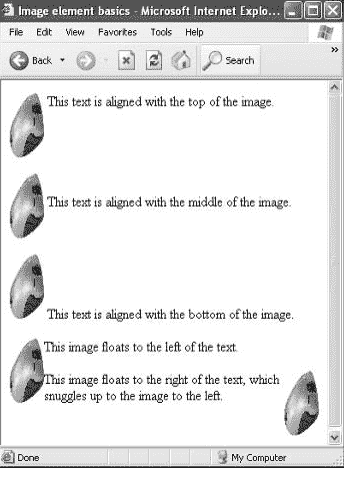 Image element basics - Microsoft Internet Explo...
File Edit View Favorites Tools Help
Back Search
This text is aligned with the top of the image.
This text is aligned with the middle of the image.
This text is aligned with the bottom of the image.
This image floats to the left of the text.
This image floats to the right of the text, which
snuggles up to the image to the left.
Done My Computer